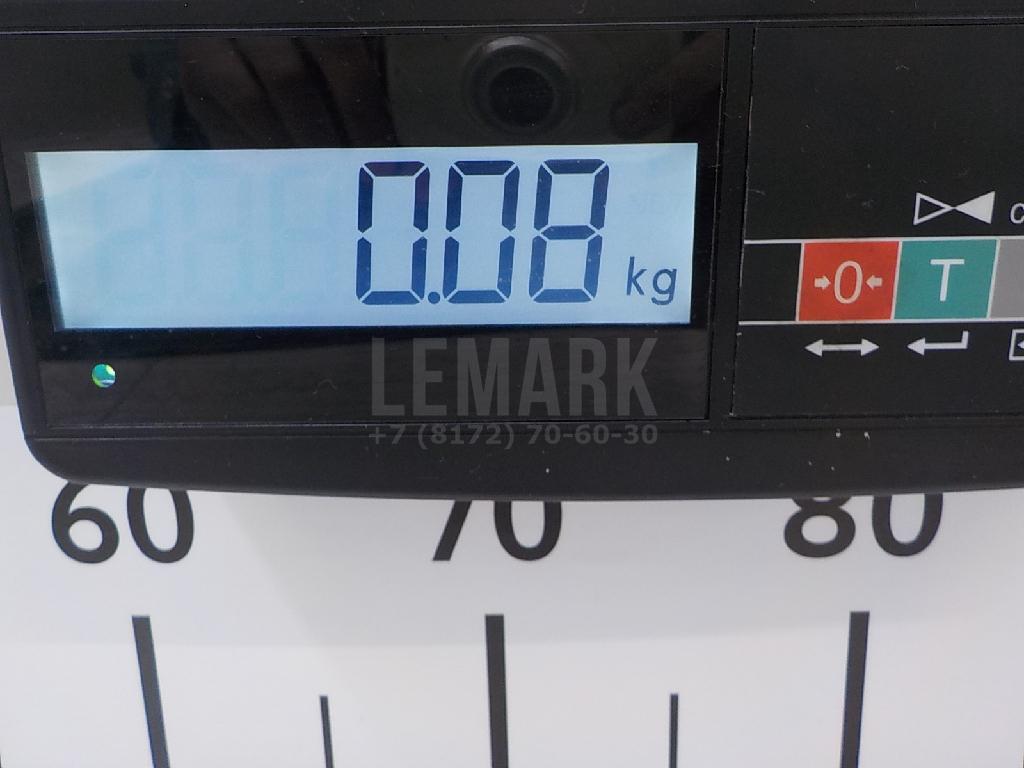 0.08 kg
→0← T
LEMARK
+7 (8172) 70-60-30
60 70 80